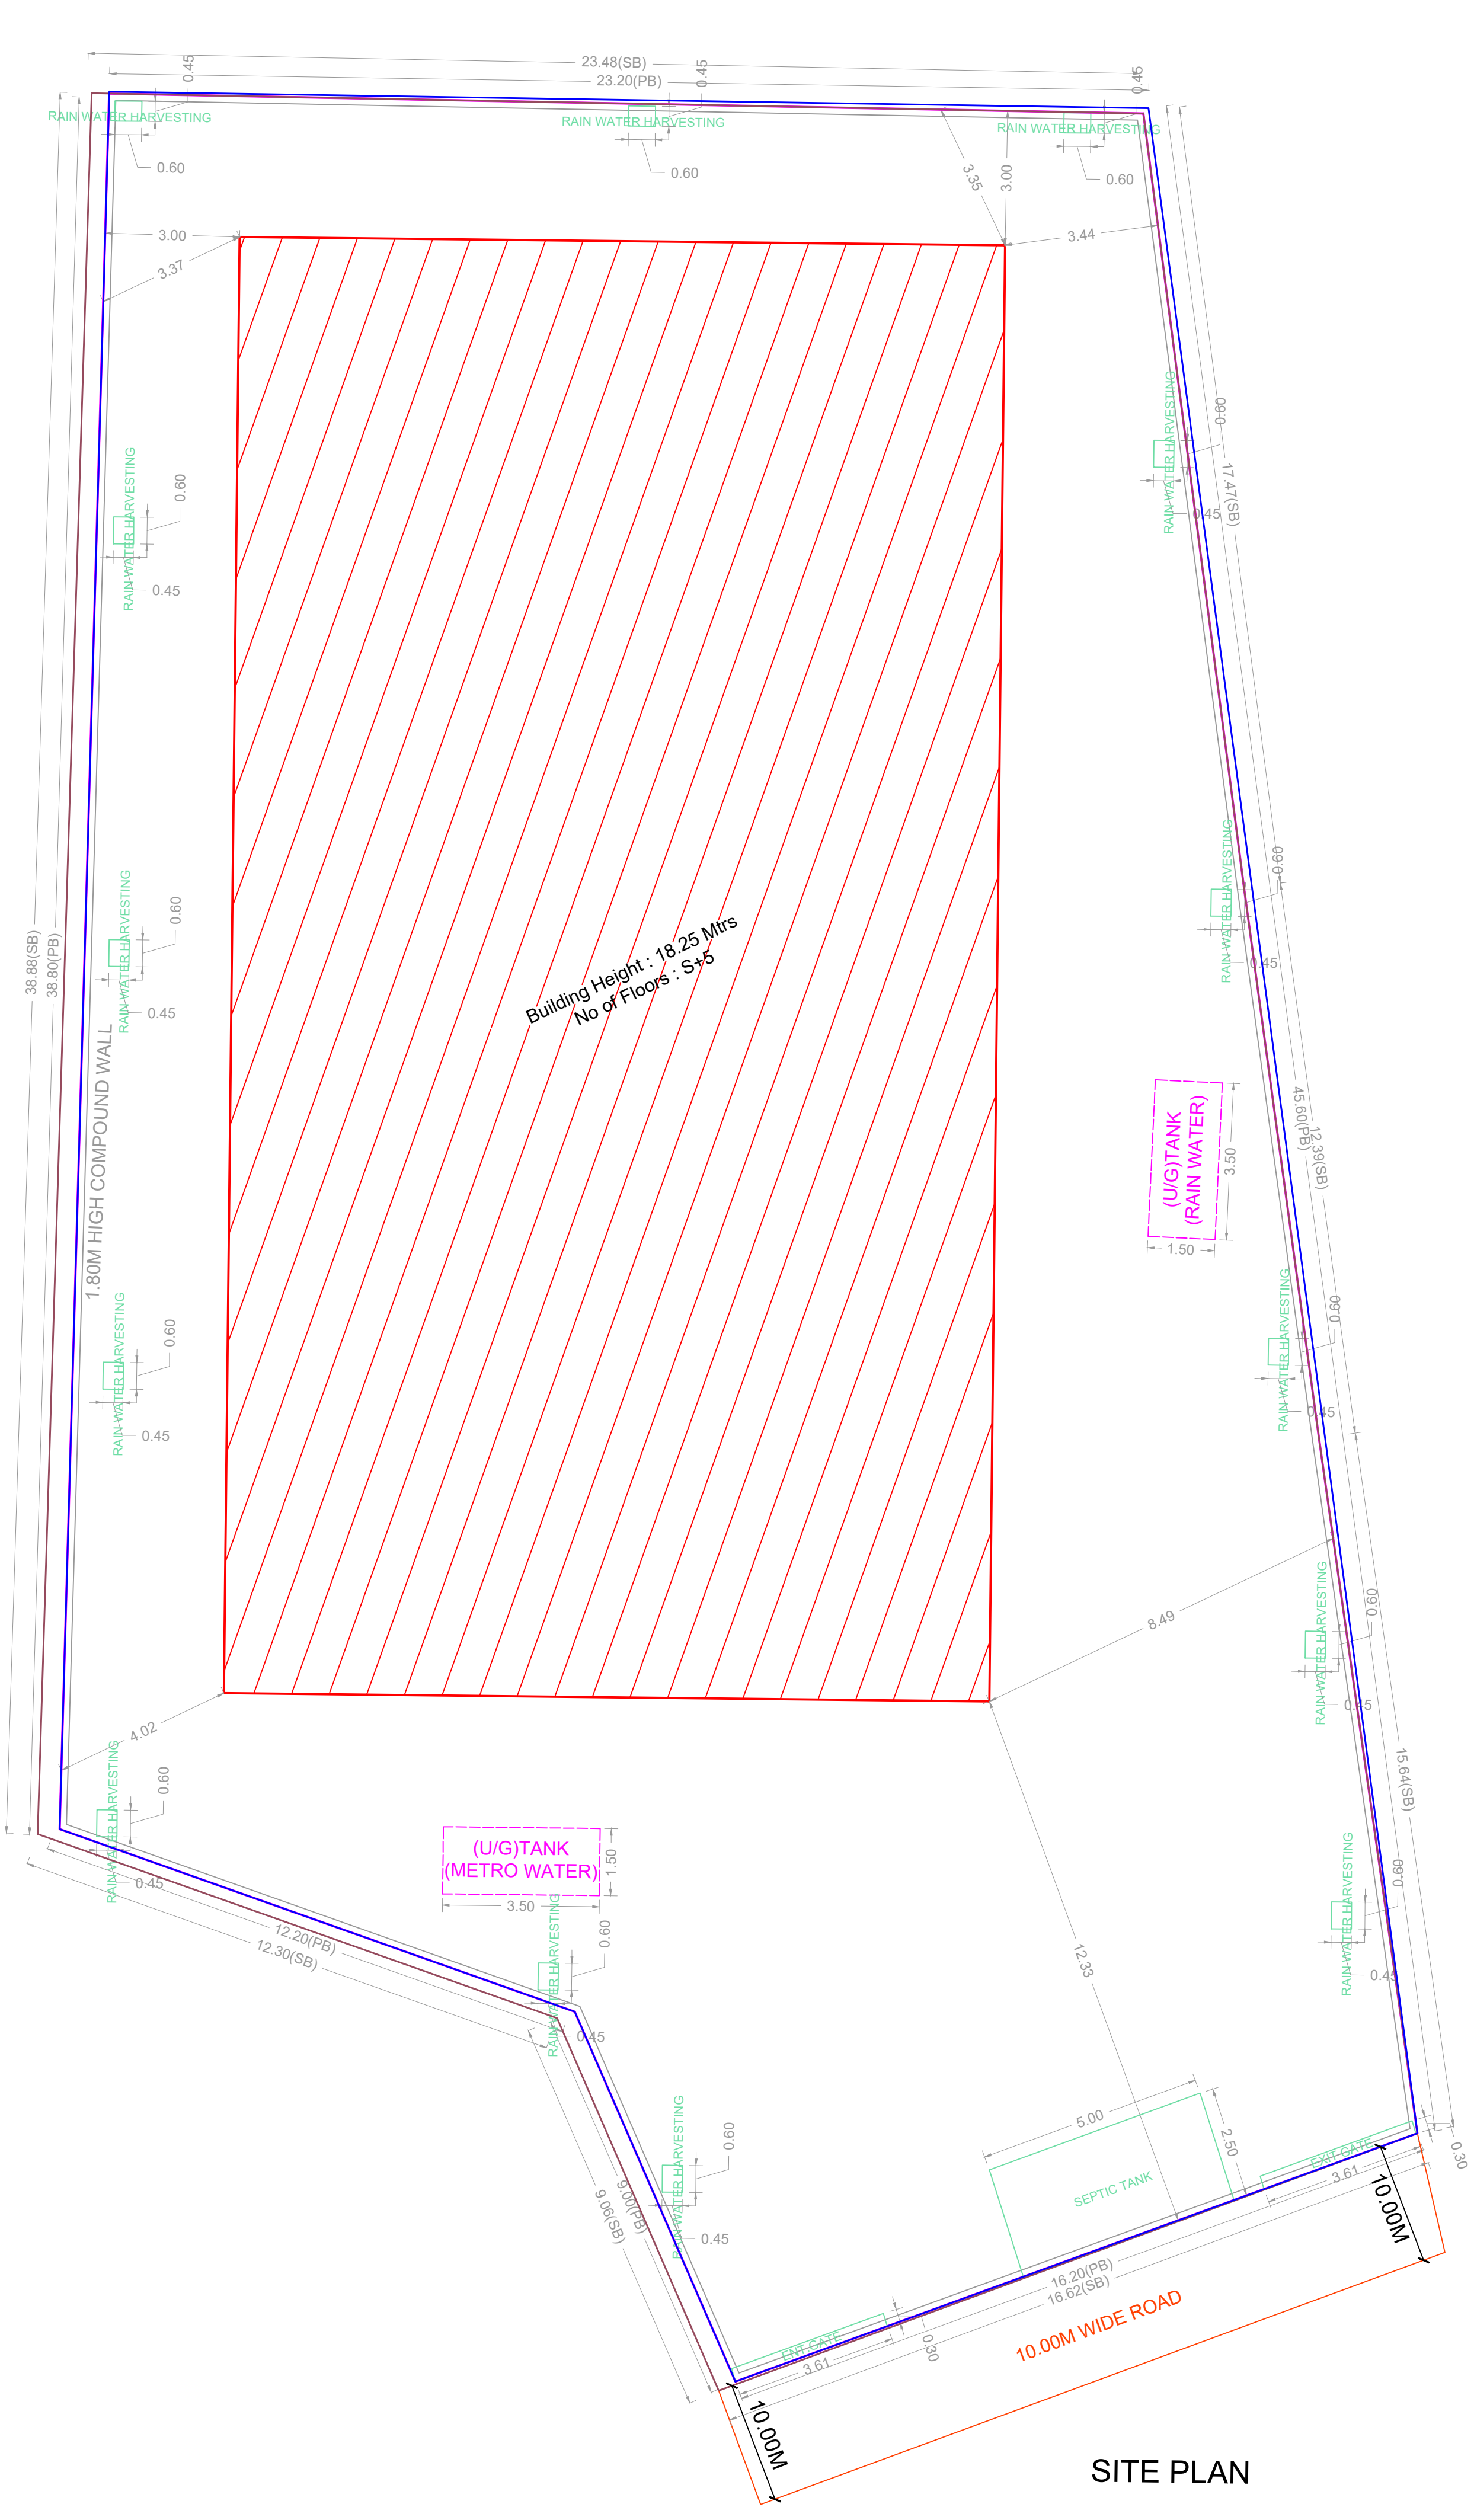 23.48(SB)
23.20(PB)
0.45
0.45
0.45
RAIN WATER HARVESTING
RAIN WATER HARVESTING
RAIN WATER HARVESTING
0.60
0.60
0.60
3.35
3.00
3.00
3.44
3.37
RAIN WATER HARVESTING
0.60
17.47(SB)
0.45
RAIN WATER HARVESTING
0.60
0.45
RAIN WATER HARVESTING
0.60
0.45
38.88(SB)
38.80(PB)
RAIN WATER HARVESTING
0.60
0.45
Building Height : 18.25 Mtrs
No of Floors : S+5
1.80M HIGH COMPOUND WALL
(U/G)TANK
(RAIN WATER)
3.50
1.50
45.60(PB)
12.39(SB)
RAIN WATER HARVESTING
0.60
0.45
RAIN WATER HARVESTING
0.60
0.45
RAIN WATER HARVESTING
0.60
0.45
8.49
4.02
15.64(SB)
RAIN WATER HARVESTING
0.60
0.45
(U/G)TANK
(METRO WATER)
1.50
3.50
RAIN WATER HARVESTING
0.60
0.45
12.20(PB)
12.30(SB)
RAIN WATER HARVESTING
0.60
0.45
12.33
9.00(PB)
9.06(SB)
RAIN WATER HARVESTING
0.60
0.45
5.00
2.50
SEPTIC TANK
EXIT GATE
3.61
0.30
10.00M
16.20(PB)
16.62(SB)
10.00M WIDE ROAD
ENT.GATE
3.61
0.30
10.00M
SITE PLAN